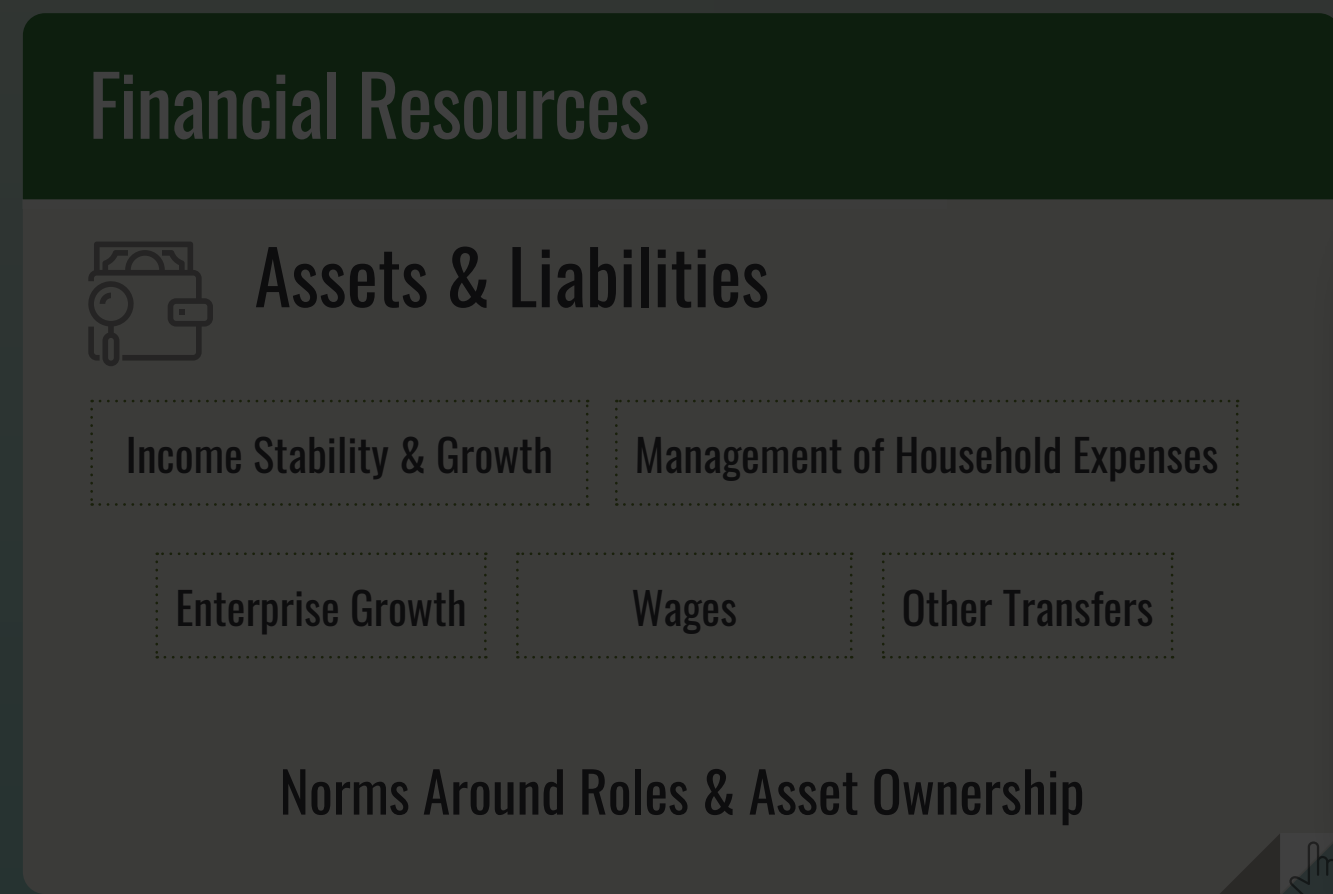 Financial Resources
Assets & Liabilities
Income Stability & Growth
Management of Household Expenses
Enterprise Growth
Wages
Other Transfers
Norms Around Roles & Asset Ownership